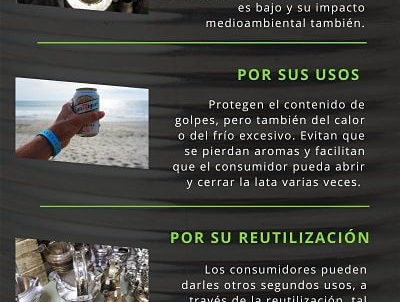 es bajo y su impacto
medioambiental también.
POR SUS USOS
Protegen el contenido de
golpes, pero también del calor
o del frío excesivo. Evitan que
se pierdan aromas y facilitan
que el consumidor pueda abrir
y cerrar la lata varias veces.
POR SU REUTILIZACIÓN
Los consumidores pueden
darles otros segundos usos, a
través de la reutilización, tal